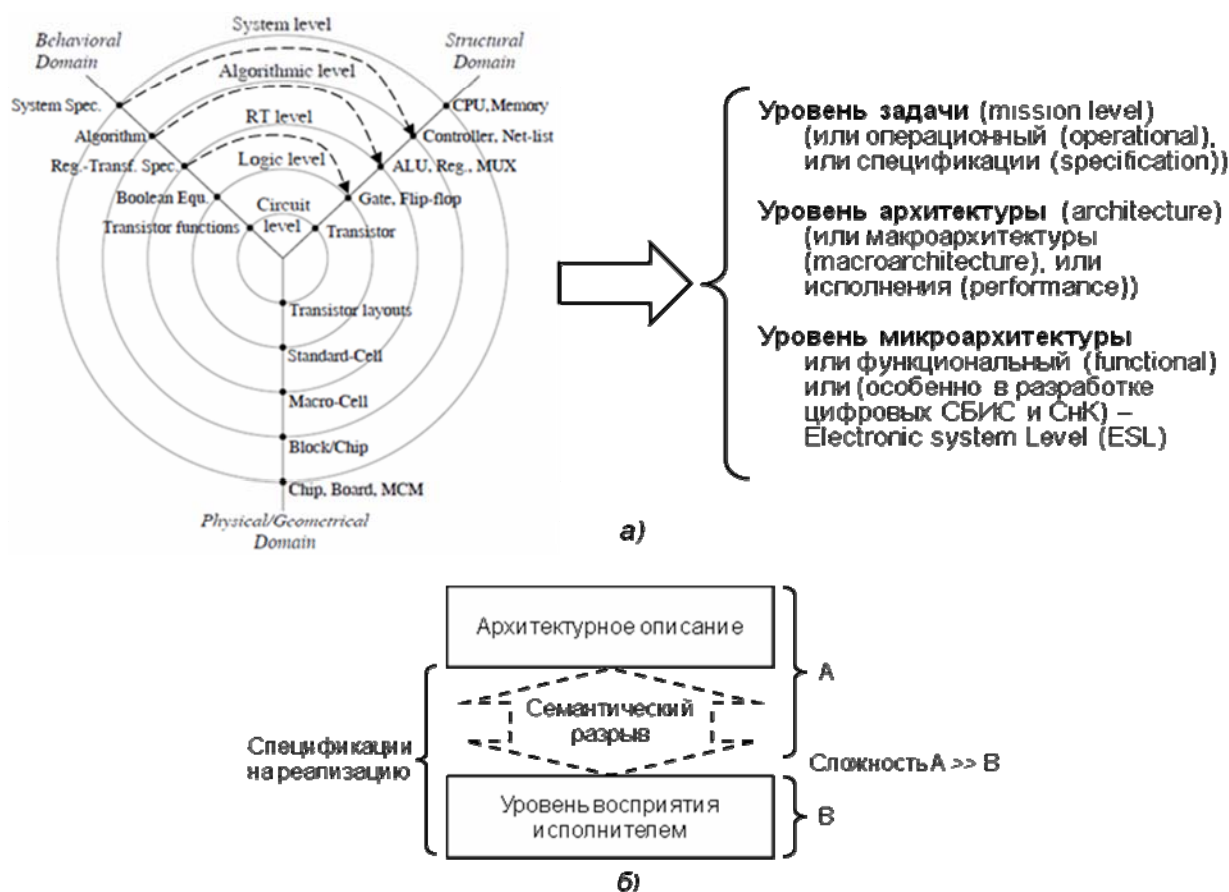 System level
Behavioral
Domain
Structural
Domain
Algorithmic level
System Spec.
CPU, Memory
RT level
Algorithm
Controller, Net-list
Logic level
Reg.-Transf. Spec.
ALU, Reg., MUX
Boolean Equ.
Circuit
level
Gate, Flip-flop
Transistor functions
Transistor
Transistor layouts
Standard-Cell
Macro-Cell
Block/Chip
Chip, Board, MCM
Physical/Geometrical
Domain
Уровень задачи (mission level)
(или операционный (operational),
или спецификации (specification))
Уровень архитектуры (architecture)
(или макроархитектуры
(macroarchitecture), или
исполнения (performance))
Уровень микроархитектуры
или функциональный (functional)
или (особенно в разработке
цифровых СБИС и СнК) –
Electronic system Level (ESL)
а)
Архитектурное описание
А
Семантический
разрыв
Спецификации
на реализацию
Сложность А >> В
Уровень восприятия
исполнителем
В
б)